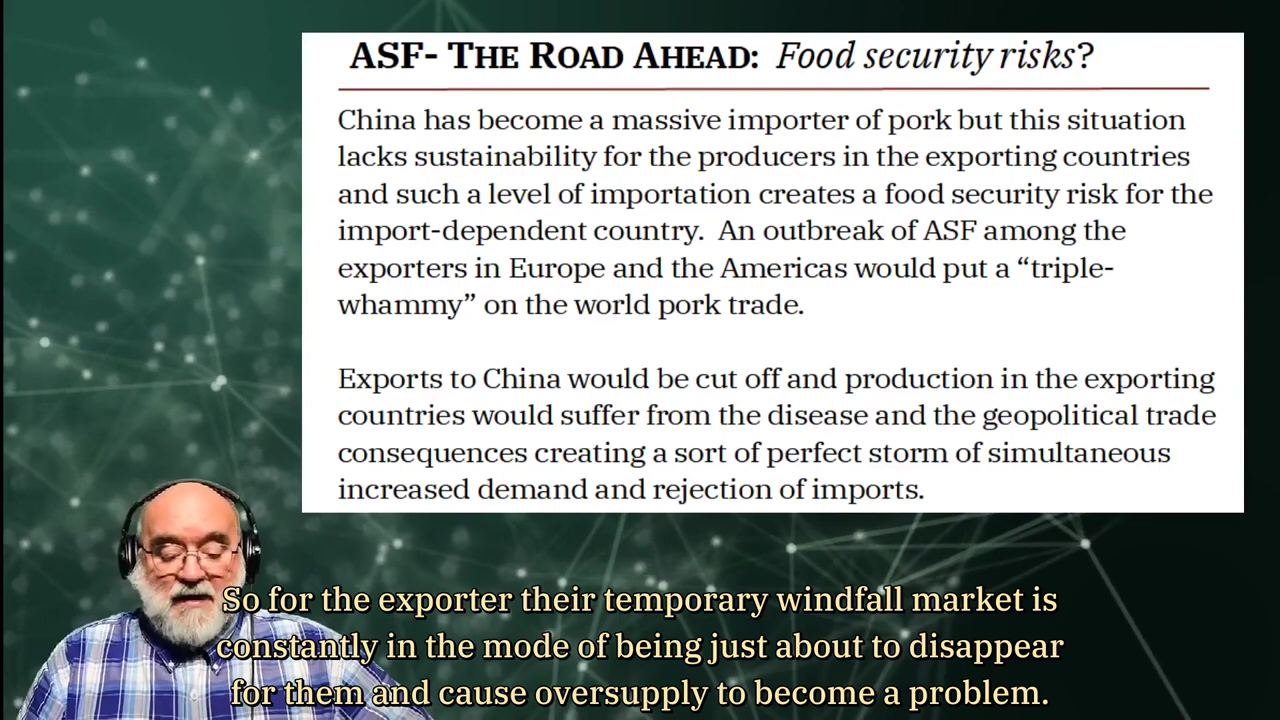 ASF- THE ROAD AHEAD: Food security risks?
China has become a massive importer of pork but this situation
lacks sustainability for the producers in the exporting countries
and such a level of importation creates a food security risk for the
import-dependent country.  An outbreak of ASF among the
exporters in Europe and the Americas would put a “triple-
whammy” on the world pork trade.
Exports to China would be cut off and production in the exporting
countries would suffer from the disease and the geopolitical trade
consequences creating a sort of perfect storm of simultaneous
increased demand and rejection of imports.
So for the exporter their temporary windfall market is
constantly in the mode of being just about to disappear
for them and cause oversupply to become a problem.